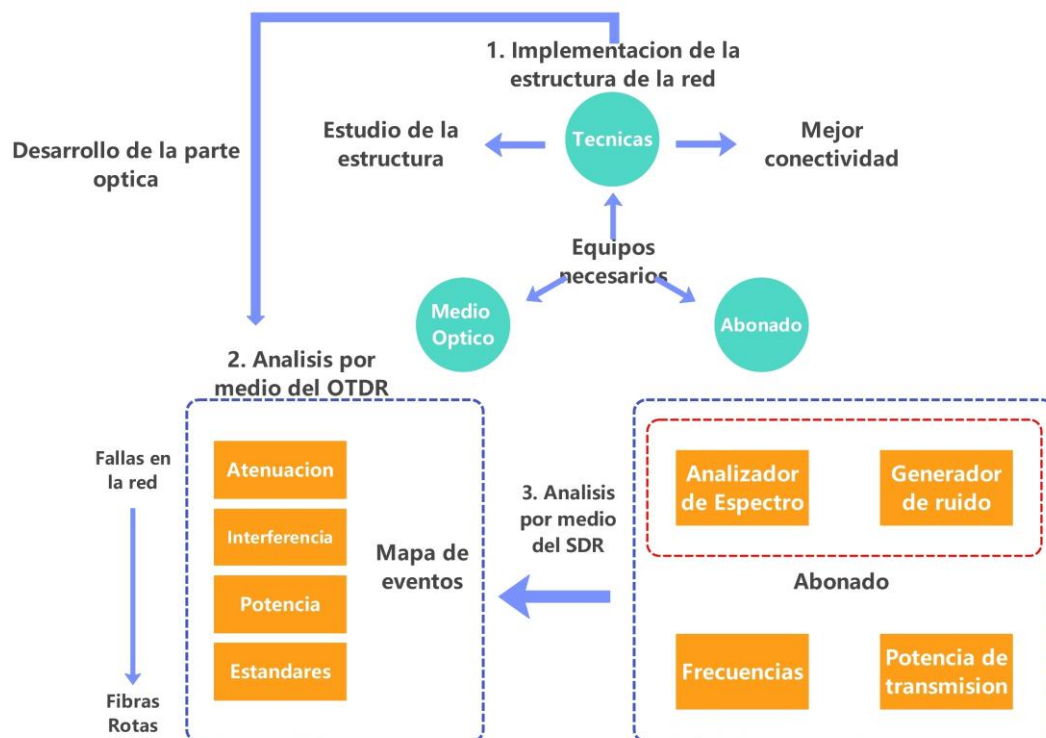 1. Implementacion de la
estructura de la red
Tecnicas
Estudio de la
estructura
Mejor
conectividad
Desarrollo de la parte
optica
Equipos
necesarios
Medio
Optico
Abonado
2. Analisis por
medio del OTDR
Fallas en
la red
Fibras
Rotas
Atenuacion
Interferencia
Potencia
Estandares
Mapa de
eventos
3. Analisis
por medio
del SDR
Analizador
de Espectro
Generador
de ruido
Abonado
Frecuencias
Potencia de
transmision